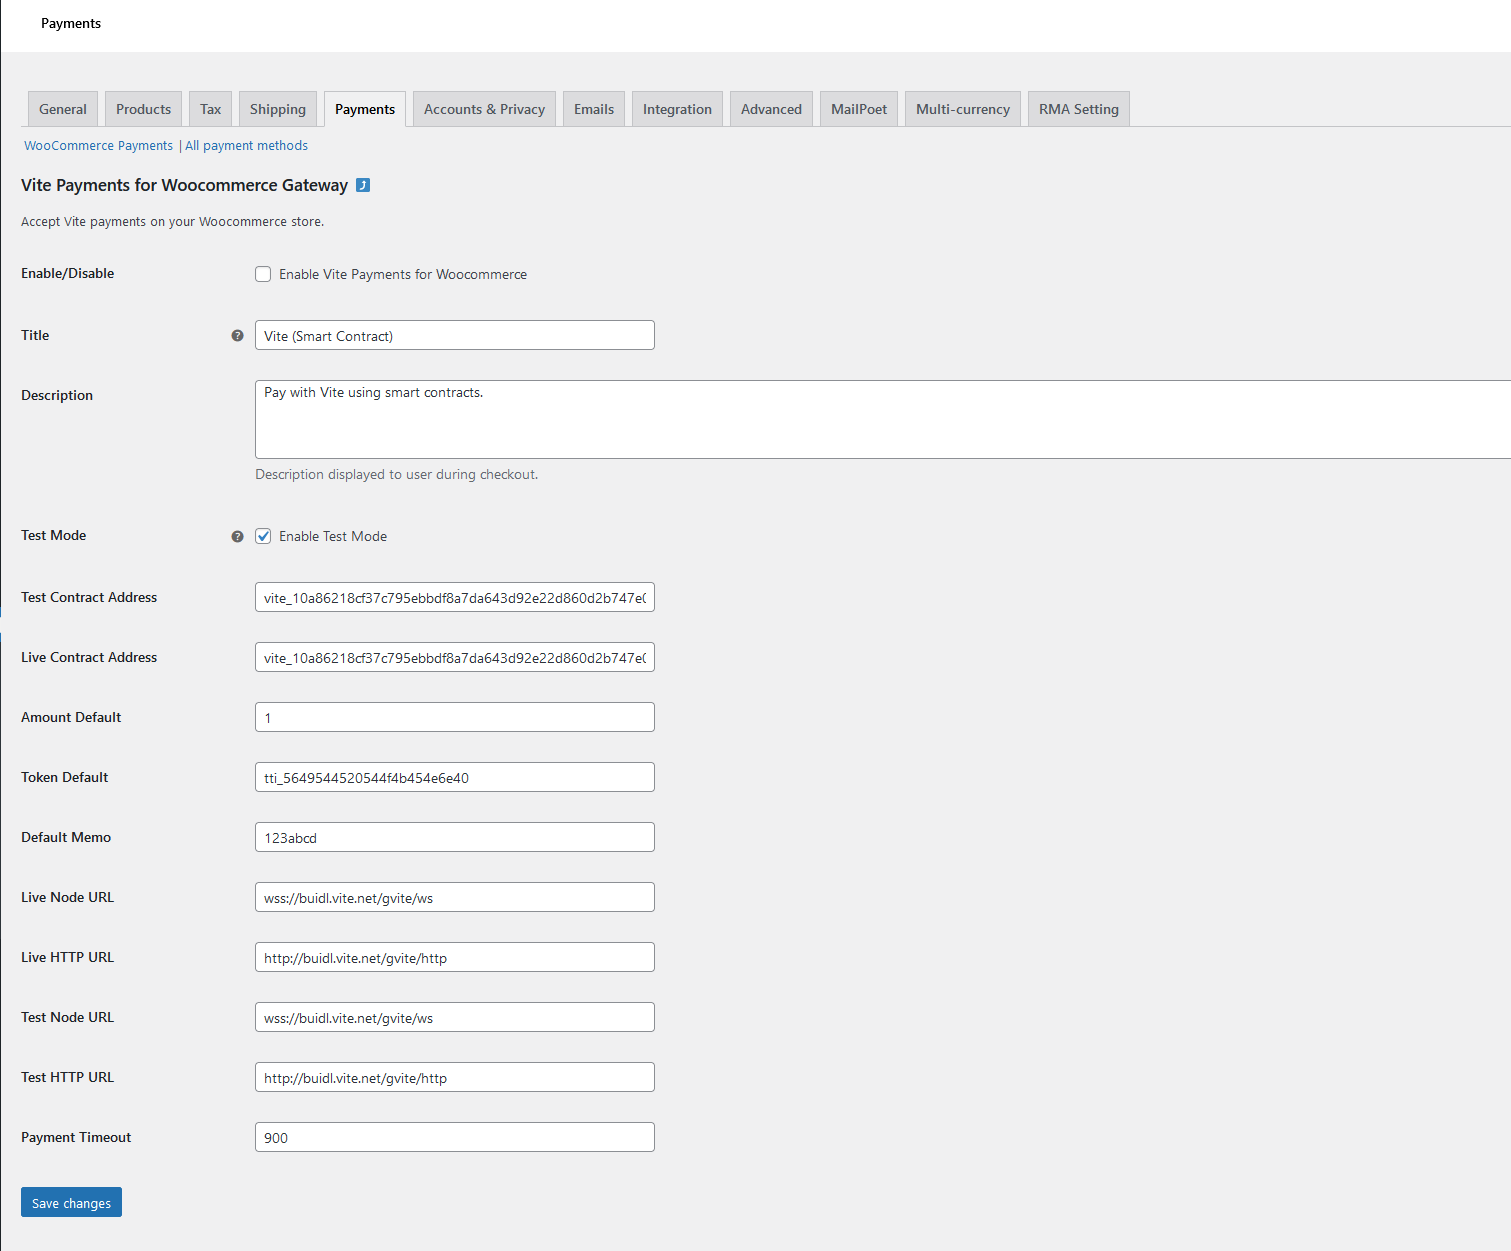 Payments
General Products Tax Shipping Payments Accounts & Privacy Emails Integration Advanced MailPoet Multi-currency RMA Setting
WooCommerce Payments | All payment methods
Vite Payments for Woocommerce Gateway
Accept Vite payments on your Woocommerce store.
Enable/Disable Enable Vite Payments for Woocommerce
Title Vite (Smart Contract)
Description Pay with Vite using smart contracts.
Description displayed to user during checkout.
Test Mode Enable Test Mode
Test Contract Address vite_10a86218cf37c795ebbdf8a7da643d92e22d860d2b747e0
Live Contract Address vite_10a86218cf37c795ebbdf8a7da643d92e22d860d2b747e0
Amount Default 1
Token Default tti_5649544520544f4b454e6e40
Default Memo 123abcd
Live Node URL wss://buidl.vite.net/gvite/ws
Live HTTP URL http://buidl.vite.net/gvite/http
Test Node URL wss://buidl.vite.net/gvite/ws
Test HTTP URL http://buidl.vite.net/gvite/http
Payment Timeout 900
Save changes